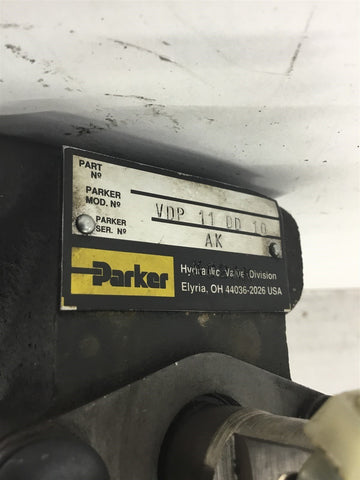 PART
Nº
PARKER
MOD. Nº
VDP 11 DD 10
PARKER
SER. Nº
AK
Parker
Hydraulic Valve Division
Elyria, OH 44036-2026 USA